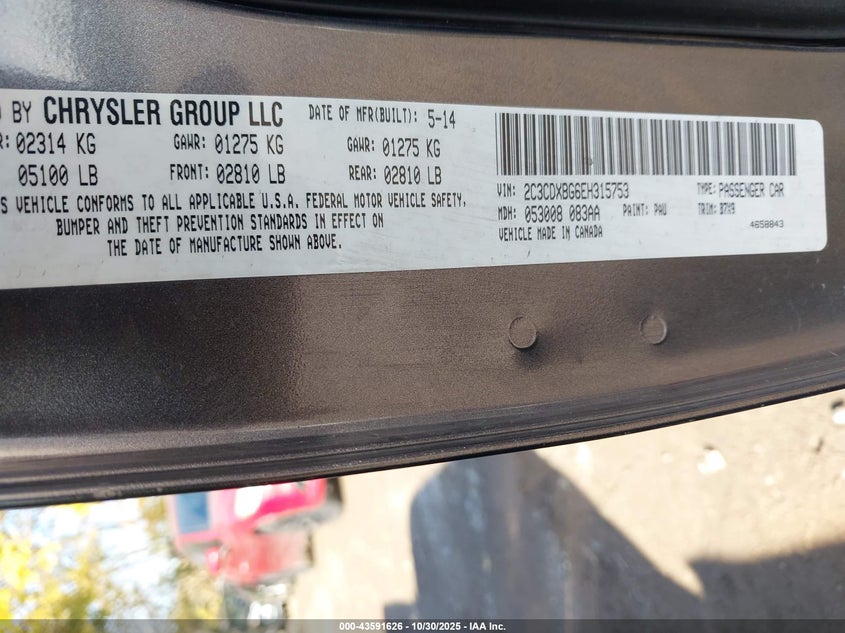 BY CHRYSLER GROUP LLC DATE OF MFR(BUILT): 5-14
02314 KG GAWR: 01275 KG GAWR: 01275 KG
05100 LB FRONT: 02810 LB REAR: 02810 LB
VEHICLE CONFORMS TO ALL APPLICABLE U.S.A. FEDERAL MOTOR VEHICLE SAFETY,
BUMPER AND THEFT PREVENTION STANDARDS IN EFFECT ON
THE DATE OF MANUFACTURE SHOWN ABOVE.
VIN: 2C3CDXBG6EH315753 TYPE: PASSENGER CAR
MDH: 053008 083AA PAINT: PAU TRIM: B7X9
VEHICLE MADE IN CANADA 4658843
000-43591626 - 10/30/2025 - IAA Inc.